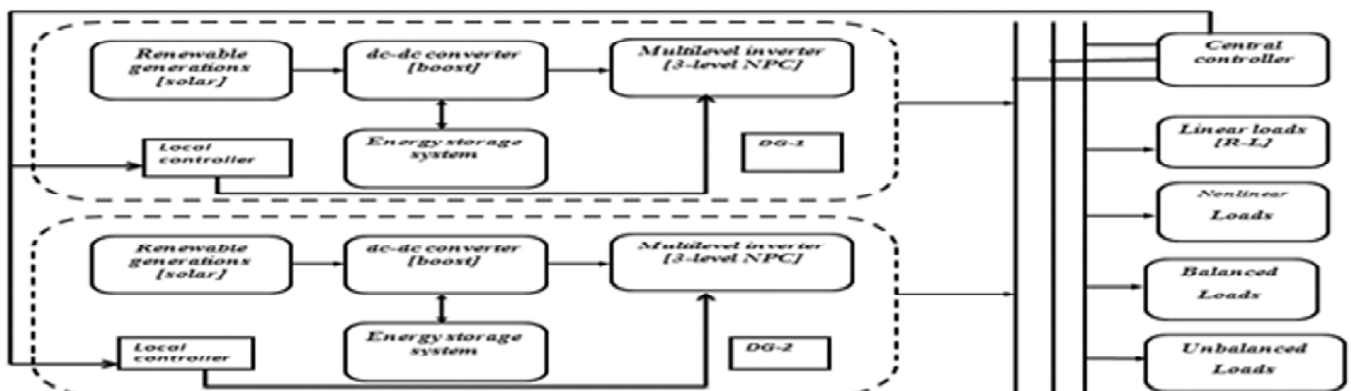 Renewable
generations
[solar]
dc-dc converter
[boost]
Multilevel inverter
[3-level NPC]
Energy storage
system
Local
controller
DG-1
Renewable
generations
[solar]
dc-dc converter
[boost]
Multilevel inverter
[3-level NPC]
Energy storage
system
Local
controller
DG-2
Central
controller
Linear loads
[R-L]
Nonlinear
Loads
Balanced
Loads
Unbalanced
Loads